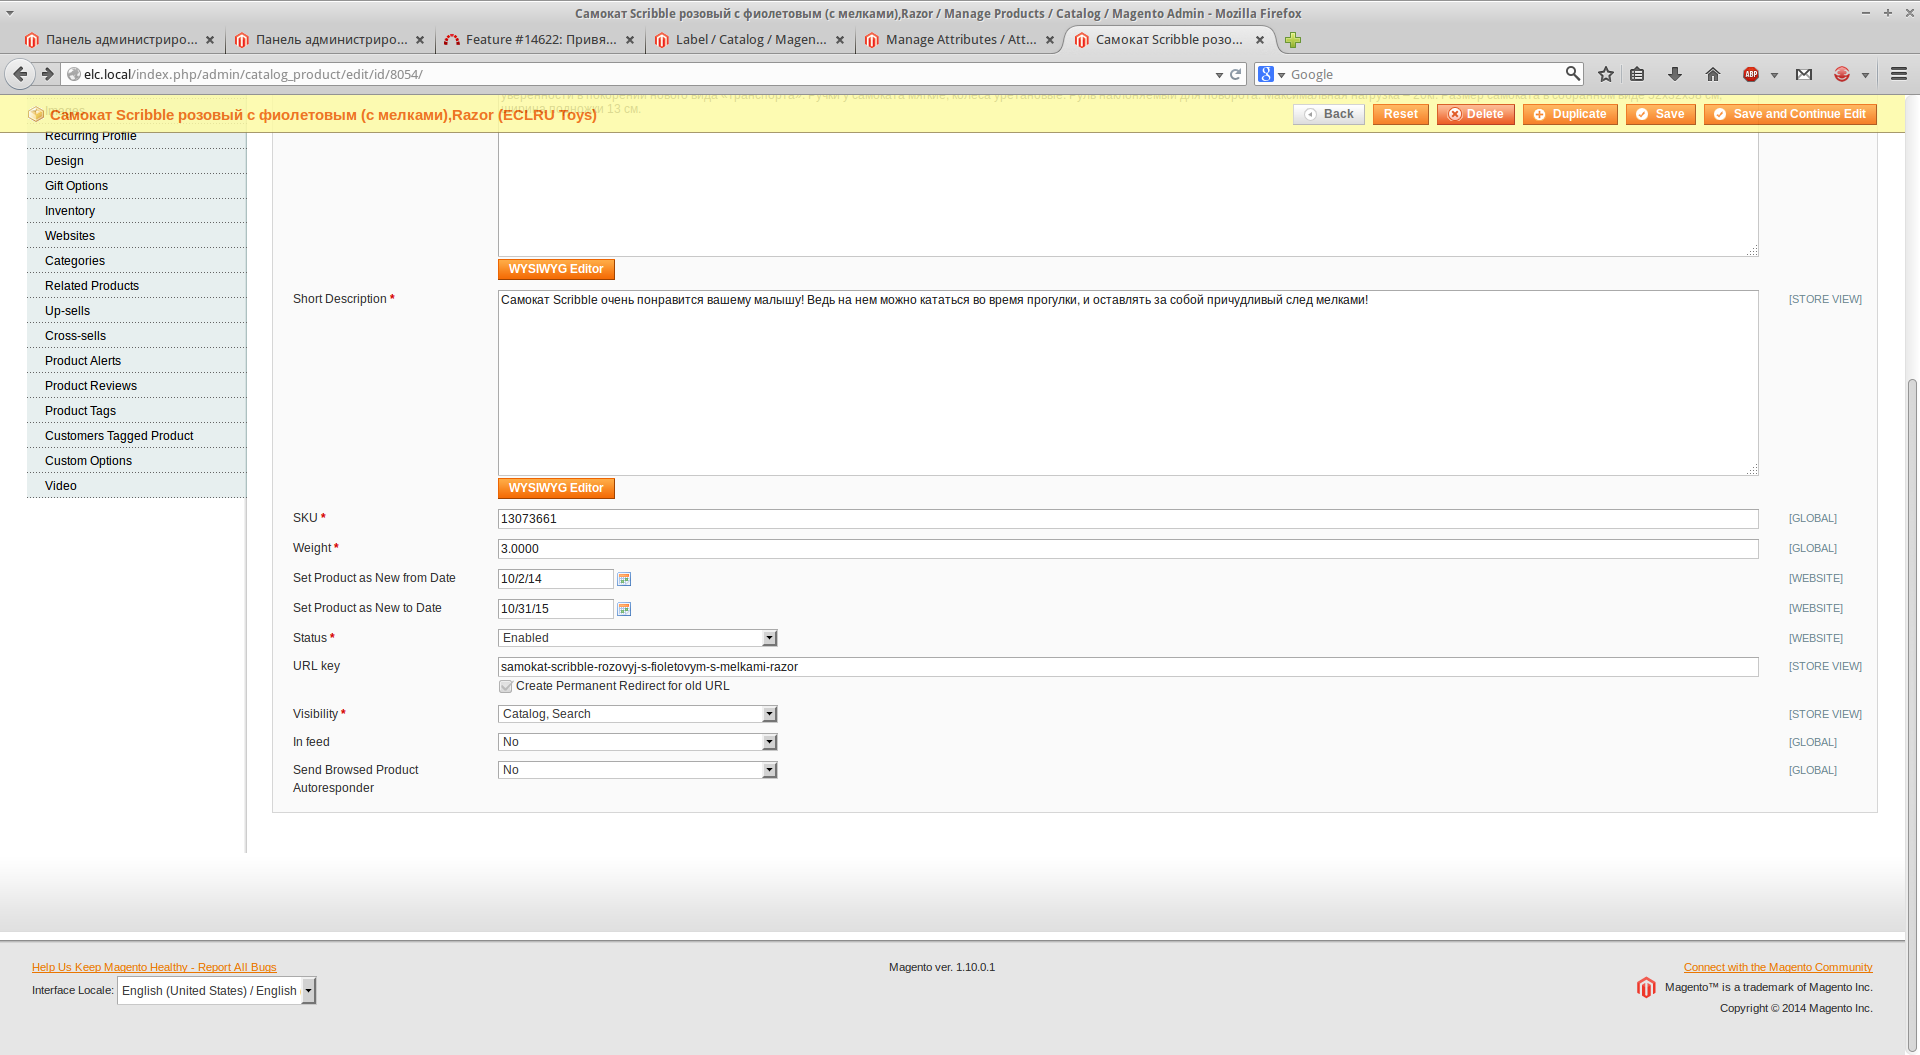 Самокат Scribble розовый с фиолетовым (с мелками),Razor / Manage Products / Catalog / Magento Admin - Mozilla Firefox
Панель администриро...
Панель администриро...
Feature #14622: Привя...
Label / Catalog / Magen...
Manage Attributes / Att...
Самокат Scribble розо...
elc.local/index.php/admin/catalog_product/edit/id/8054/
Google
ABP
Самокат Scribble розовый с фиолетовым (с мелками),Razor (ECLRU Toys)
Back
Reset
Delete
Duplicate
Save
Save and Continue Edit
Recurring Profile
Design
Gift Options
Inventory
Websites
Categories
Related Products
Up-sells
Cross-sells
Product Alerts
Product Reviews
Product Tags
Customers Tagged Product
Custom Options
Video
WYSIWYG Editor
Short Description *
Самокат Scribble очень понравится вашему малышу! Ведь на нем можно кататься во время прогулки, и оставлять за собой причудливый след мелками!
[STORE VIEW]
WYSIWYG Editor
SKU *
13073661
[GLOBAL]
Weight *
3.0000
[GLOBAL]
Set Product as New from Date
10/2/14
[WEBSITE]
Set Product as New to Date
10/31/15
[WEBSITE]
Status *
Enabled
[WEBSITE]
URL key
samokat-scribble-rozovyj-s-fioletovym-s-melkami-razor
[STORE VIEW]
Create Permanent Redirect for old URL
Visibility *
Catalog, Search
[STORE VIEW]
In feed
No
[GLOBAL]
Send Browsed Product
Autoresponder
No
[GLOBAL]
Help Us Keep Magento Healthy - Report All Bugs
Interface Locale:
English (United States) / English
Magento ver. 1.10.0.1
Connect with the Magento Community
Magento™ is a trademark of Magento Inc.
Copyright © 2014 Magento Inc.